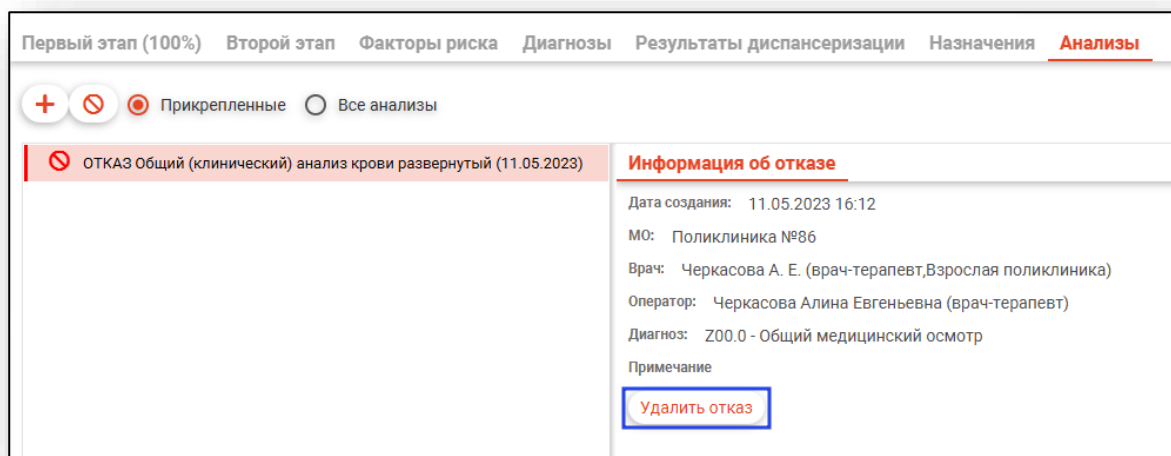 Первый этап (100%) Второй этап Факторы риска Диагнозы Результаты диспансеризации Назначения Анализы
Прикрепленные Все анализы
ОТКАЗ Общий (клинический) анализ крови развернутый (11.05.2023)
Информация об отказе
Дата создания: 11.05.2023 16:12
МО: Поликлиника №86
Врач: Черкасова А. Е. (врач-терапевт,Взрослая поликлиника)
Оператор: Черкасова Алина Евгеньевна (врач-терапевт)
Диагноз: Z00.0 - Общий медицинский осмотр
Примечание
Удалить отказ